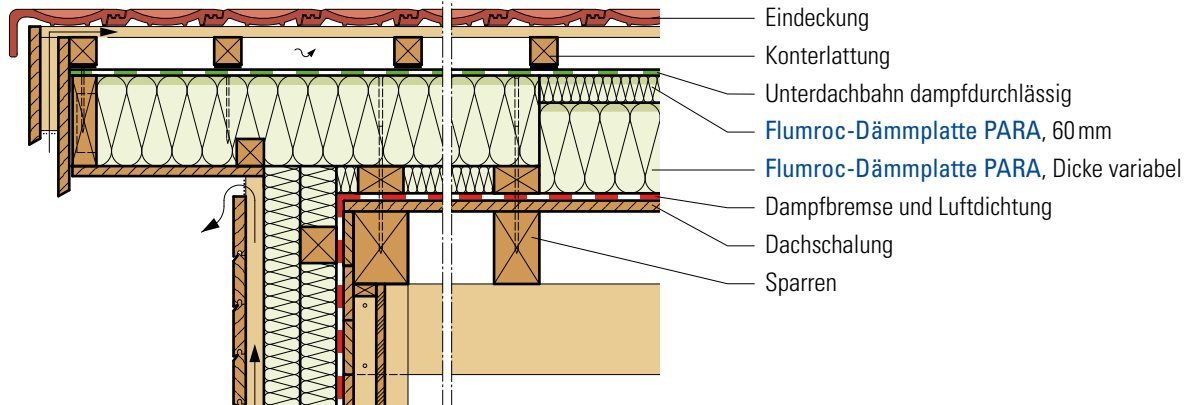 Eindeckung
Konterlattung
Unterdachbahn dampfdurchlässig
Flumroc-Dämmplatte PARA, 60 mm
Flumroc-Dämmplatte PARA, Dicke variabel
Dampfbremse und Luftdichtung
Dachschalung
Sparren